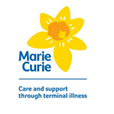 Marie
Curie
Care and support
through terminal illness